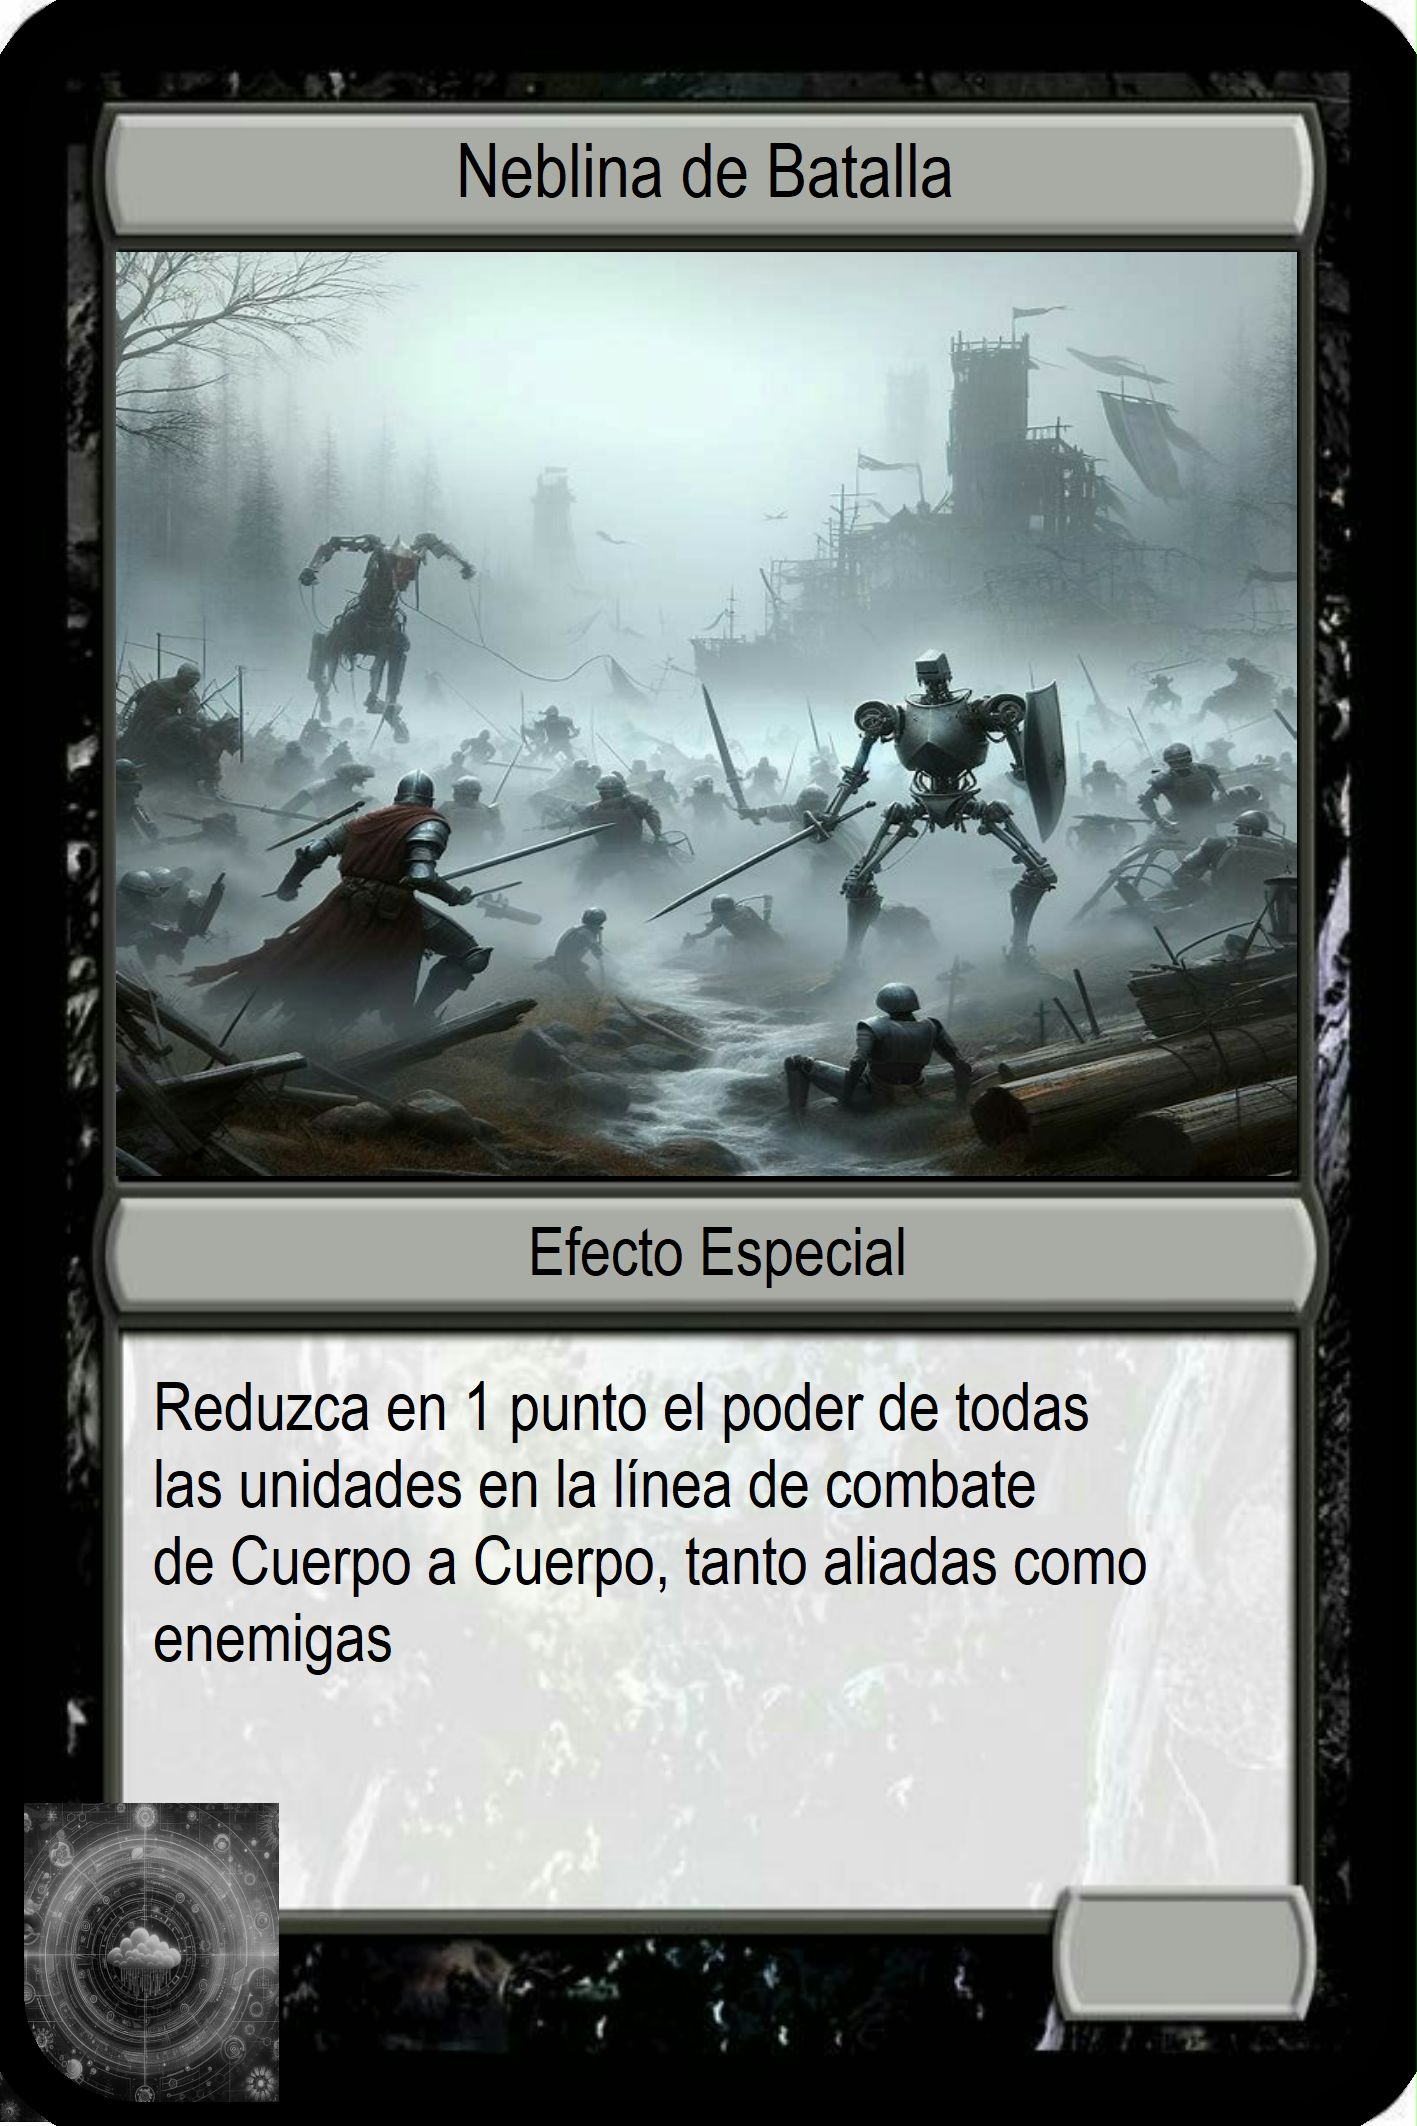 Neblina de Batalla
Efecto Especial
Reduzca en 1 punto el poder de todas
las unidades en la línea de combate
de Cuerpo a Cuerpo, tanto aliadas como
enemigas